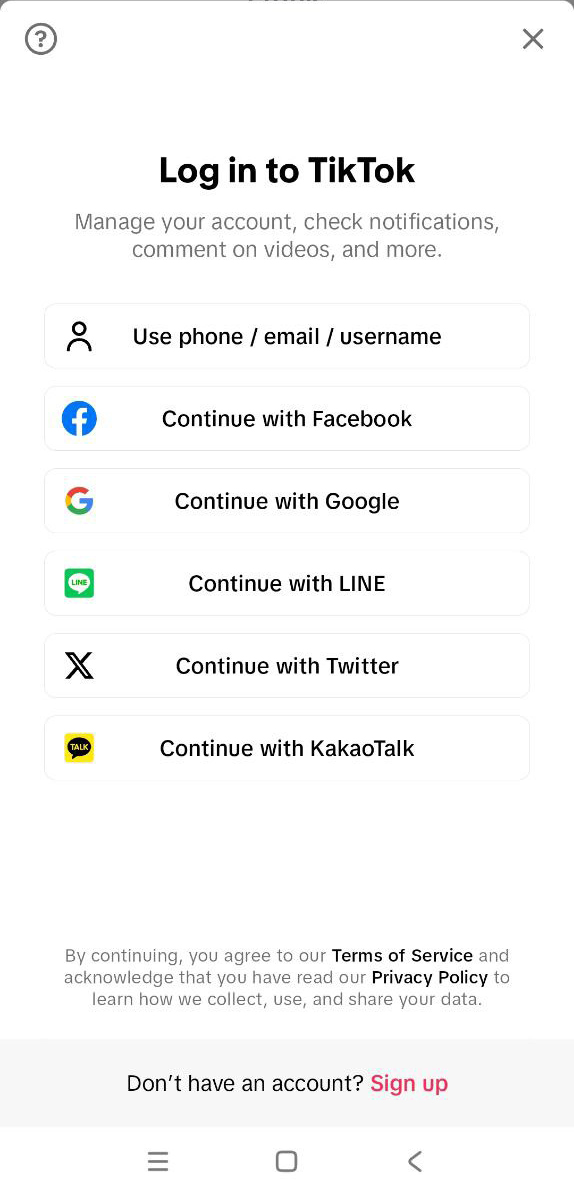 Log in to TikTok
Manage your account, check notifications,
comment on videos, and more.
Use phone / email / username
Continue with Facebook
Continue with Google
LINE
Continue with LINE
Continue with Twitter
TALK
Continue with KakaoTalk
By continuing, you agree to our Terms of Service and
acknowledge that you have read our Privacy Policy to
learn how we collect, use, and share your data.
Don’t have an account? Sign up